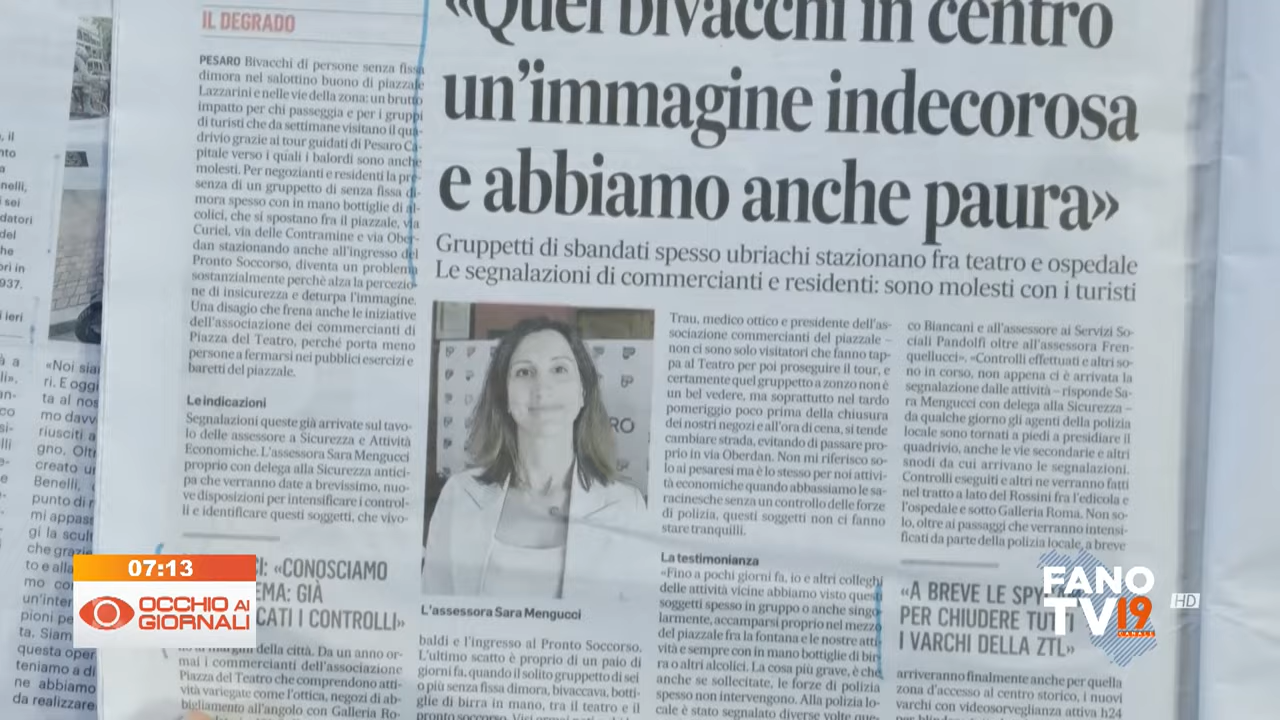 IL DEGRADO
«Quei bivacchi in centro
un'immagine indecorosa
e abbiamo anche paura»
Gruppetti di sbandati spesso ubriachi stazionano fra teatro e ospedale
Le segnalazioni di commercianti e residenti: sono molesti con i turisti
PESARO Bivacchi di persone senza fissa
dimora nel salottino buono di piazzale
Lazzarini e nelle vie della zona: un brutto
impatto per chi passeggia e per i gruppi
di turisti che da settimane visitano il qua-
drivio grazie ai tour guidati di Pesaro Ca-
pitale verso i quali i balordi sono anche
molesti. Per negozianti e residenti la pre-
senza di un gruppetto di senza fissa di-
mora spesso con in mano bottiglie di al-
colici, che si spostano fra il piazzale, via
Curiel, via delle Contramine e via Ober-
dan stazionando anche all'ingresso del
Pronto Soccorso, diventa un problema
sostanzialmente perchè alza la percezio-
ne di insicurezza e deturpa l'immagine.
Una disagio che frena anche le iniziative
dell'associazione dei commercianti di
Piazza del Teatro, perché porta meno
persone a fermarsi nei pubblici esercizi e
baretti del piazzale.
Le indicazioni
Segnalazioni queste già arrivate sul tavo-
lo delle assessore a Sicurezza e Attività
Economiche. L'assessora Sara Mengucci
proprio con delega alla Sicurezza antici-
pa che verranno date a brevissimo, nuo-
ve disposizioni per intensificare i control-
li e identificare questi soggetti, che vivo-
CI: «CONOSCIAMO
EMA: GIÀ
CATI I CONTROLLI»
della città. Da un anno or-
mai i commercianti dell'associazione
Piazza del Teatro che comprendono atti-
vità variegate come l'ottica, negozi di ab-
bigliamento all'angolo con Galleria Ro-
L'assessora Sara Mengucci
baldi e l'ingresso al Pronto Soccorso.
L'ultimo scatto è proprio di un paio di
giorni fa, quando il solito gruppetto di sei
o più senza fissa dimora, bivaccava, botti-
glie di birra in mano, tra il teatro e il
pronto soccorso.
Trau, medico ottico e presidente dell'as-
sociazione commercianti del piazzale –
non ci sono solo visitatori che fanno tap-
pa al Teatro per poi proseguire il tour, e
certamente quel gruppetto a zonzo non è
un bel vedere, ma soprattutto nel tardo
pomeriggio poco prima della chiusura
dei nostri negozi e all'ora di cena, si tende
cambiare strada, evitando di passare pro-
prio in via Oberdan. Non mi riferisco so-
lo ai pesaresi ma è lo stesso per noi attivi-
tà economiche quando abbassiamo le sa-
racinesche senza un controllo delle forze
di polizia, questi soggetti non ci fanno
stare tranquilli.
La testimonianza
«Fino a pochi giorni fa, io e altri colleghi
delle attività vicine abbiamo visto questi
soggetti spesso in gruppo o anche singo-
larmente, accamparsi proprio nel mezzo
del piazzale fra la fontana e le nostre atti-
vità e sempre con in mano bottiglie di bir-
ra o altri alcolici. La cosa più grave, è che
anche se sollecitate, le forze di polizia
spesso non intervengono. Alla polizia lo-
cale è stato segnalato diverse volte que-
co Biancani e all'assessore ai Servizi So-
ciali Pandolfi oltre all'assessora Fren-
quellucci». «Controlli effettuati e altri so-
no in corso, non appena ci è arrivata la
segnalazione dalle attività – risponde Sa-
ra Mengucci con delega alla Sicurezza –
da qualche giorno gli agenti della polizia
locale sono tornati a piedi a presidiare il
quadrivio, anche le vie secondarie e altri
snodi da cui arrivano le segnalazioni.
Controlli eseguiti e altri ne verranno fatti
nel tratto a lato del Rossini fra l'edicola e
l'ospedale e sotto Galleria Roma. Non so-
lo, oltre ai passaggi che verranno intensi-
ficati da parte della polizia locale, a breve
«A BREVE LE
PER CHIUDERE TUTTI
I VARCHI DELLA ZTL»
arriveranno finalmente anche per quella
zona d'accesso al centro storico, i nuovi
varchi con videosorveglianza attiva h24
07:13
OCCHIO AI
GIORNALI
FANO
TV 19
CANALE
HD